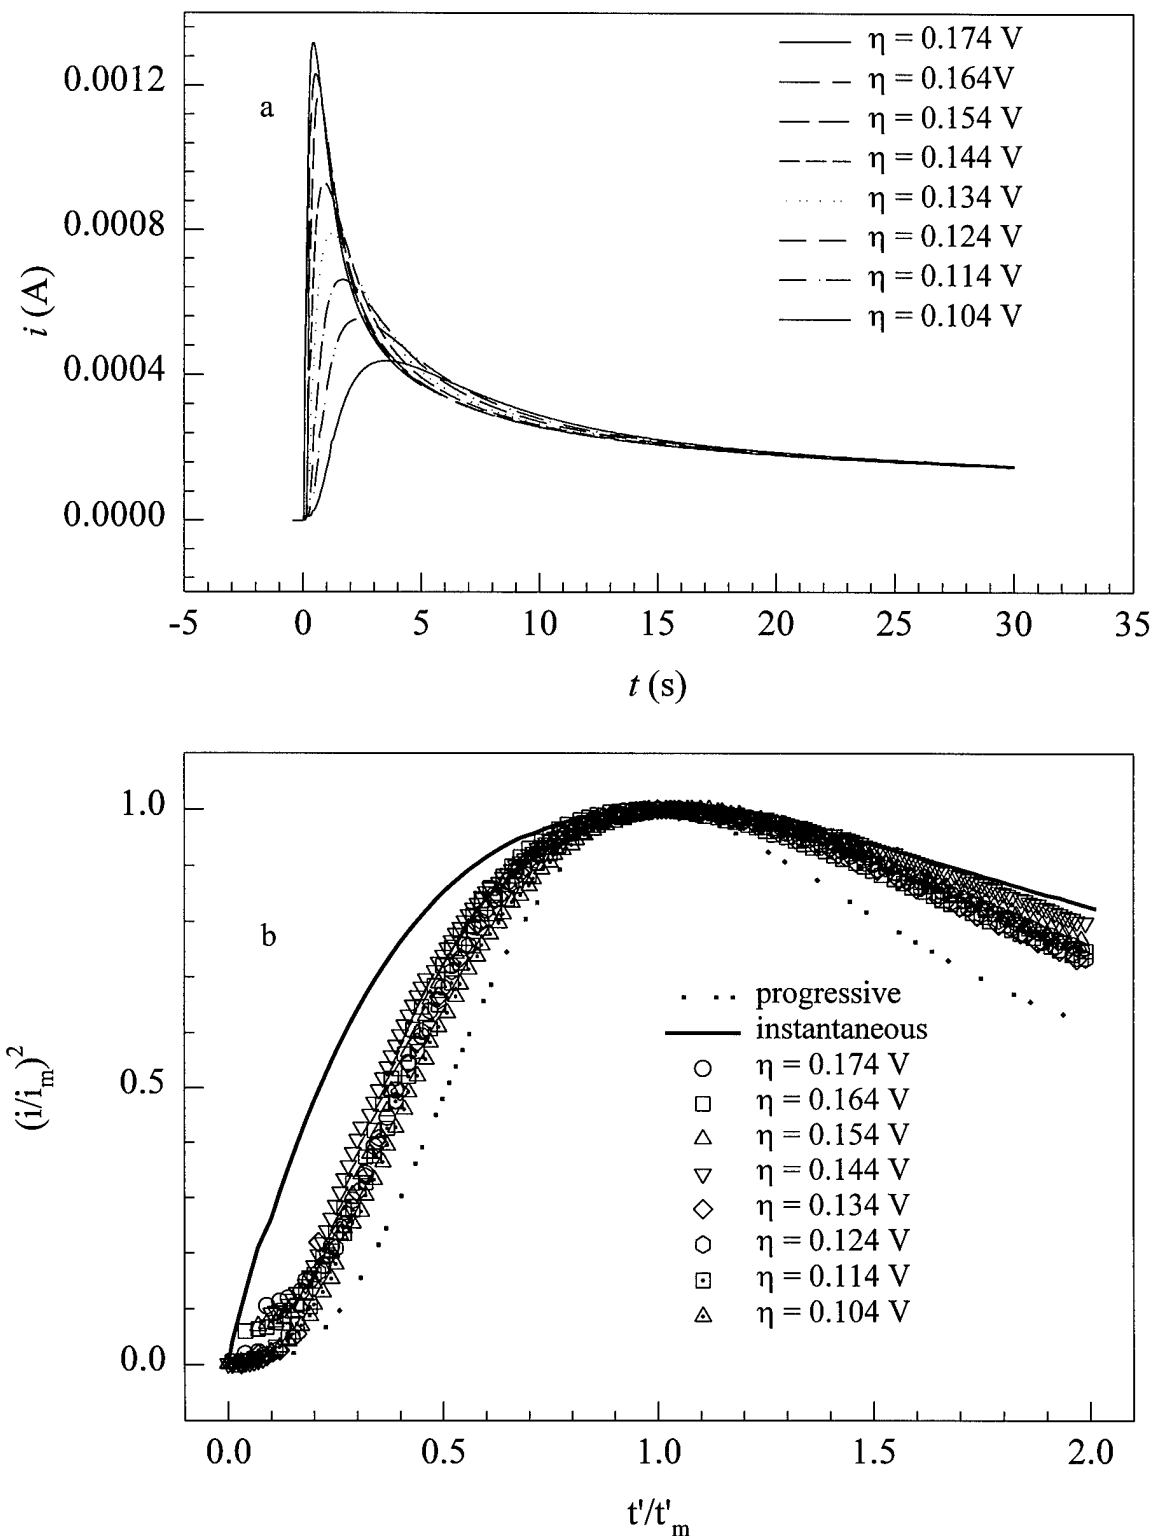 a
η = 0.174 V
η = 0.164V
η = 0.154 V
η = 0.144 V
η = 0.134 V
η = 0.124 V
η = 0.114 V
η = 0.104 V
0.0012
0.0008
0.0004
0.0000
i (A)
-5 0 5 10 15 20 25 30 35
t (s)
b
1.0
0.5
0.0
(i/i_m)^2
progressive
instantaneous
η = 0.174 V
η = 0.164 V
η = 0.154 V
η = 0.144 V
η = 0.134 V
η = 0.124 V
η = 0.114 V
η = 0.104 V
0.0 0.5 1.0 1.5 2.0
t'/t'_m